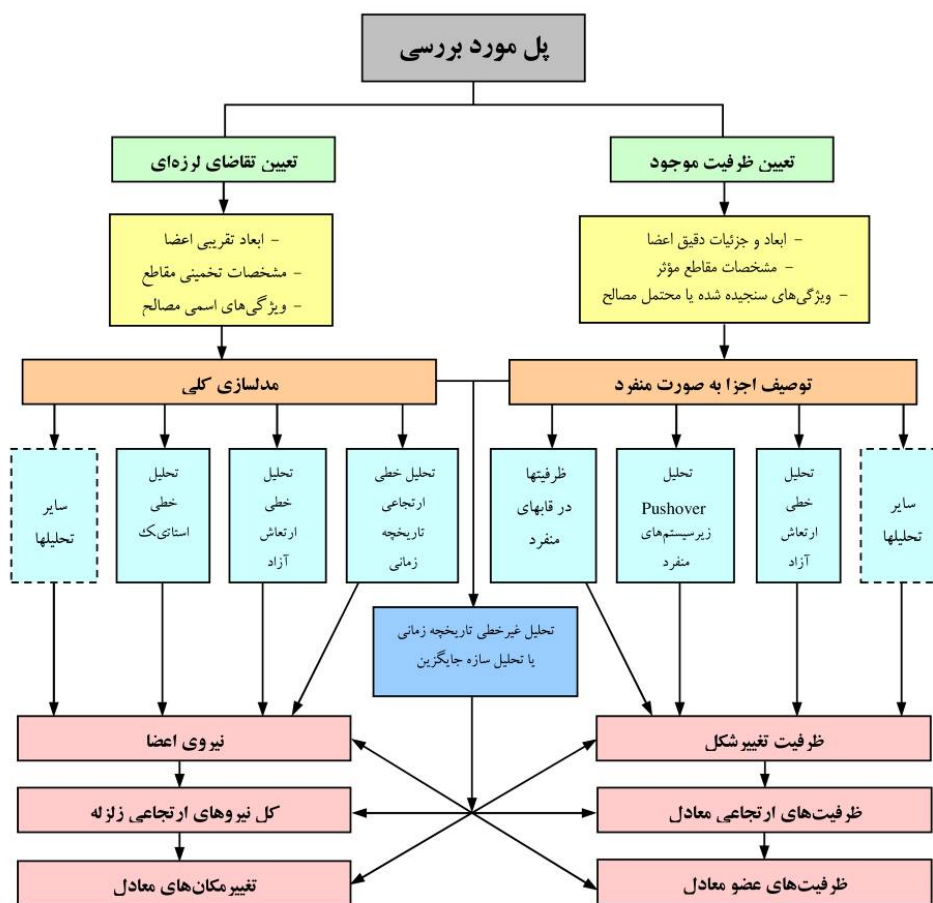 پل مورد بررسی
تعیین ظرفیت موجود
تعیین تقاضای لرزه‌ای
– ابعاد و جزئیات دقیق اعضا
– مشخصات مقاطع مؤثر
– ویژگی‌های سنجیده شده یا محتمل مصالح
– ابعاد تقریبی اعضا
– مشخصات تخمینی مقاطع
– ویژگی‌های اسمی مصالح
توصیف اجزا به صورت منفرد
مدلسازی کلی
سایر
تحلیلها
تحلیل
خطی
ارتعاش
آزاد
تحلیل
Pushover
زیرسیستم‌های
منفرد
ظرفیتها
در قابهای
منفرد
تحلیل خطی
ارتجاعی
تاریخچه
زمانی
تحلیل
خطی
ارتعاش
آزاد
تحلیل
خطی
استاتیک
سایر
تحلیلها
تحلیل غیرخطی تاریخچه زمانی
یا تحلیل سازه جایگزین
ظرفیت تغییرشکل
نیروی اعضا
ظرفیت‌های ارتجاعی معادل
کل نیروهای ارتجاعی زلزله
ظرفیت‌های عضو معادل
تغییرمکان‌های معادل